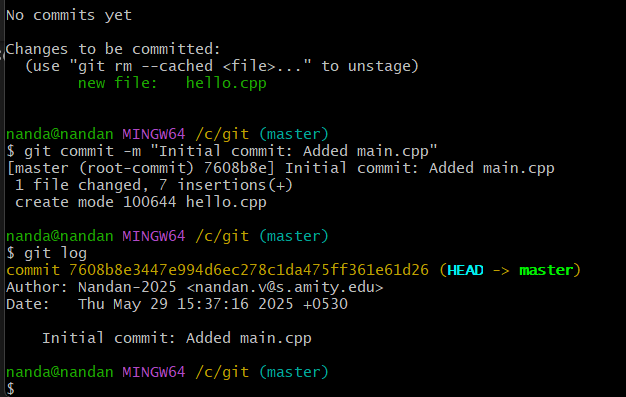 No commits yet
Changes to be committed:
(use "git rm --cached <file>..." to unstage)
new file: hello.cpp
nanda@nandan MINGW64 /c/git (master)
$ git commit -m "Initial commit: Added main.cpp"
[master (root-commit) 7608b8e] Initial commit: Added main.cpp
1 file changed, 7 insertions(+)
create mode 100644 hello.cpp
nanda@nandan MINGW64 /c/git (master)
$ git log
commit 7608b8e3447e994d6ec278c1da475ff361e61d26 (HEAD -> master)
Author: Nandan-2025 <nandan.v@s.amity.edu>
Date: Thu May 29 15:37:16 2025 +0530
Initial commit: Added main.cpp
nanda@nandan MINGW64 /c/git (master)
$